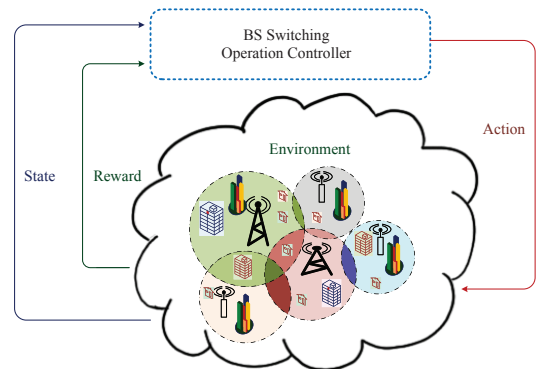 BS Switching
Operation Controller
Environment
Action
State
Reward